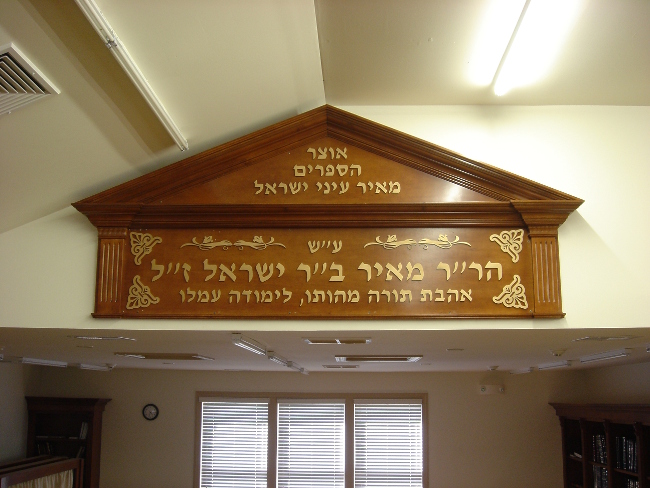 אוצר
הספרים
מאיר עיני ישראל
ע״ש
הר״ר מאיר ב״ר ישראל ז״ל
אהבת תורה מהותו, לימודה עמלו